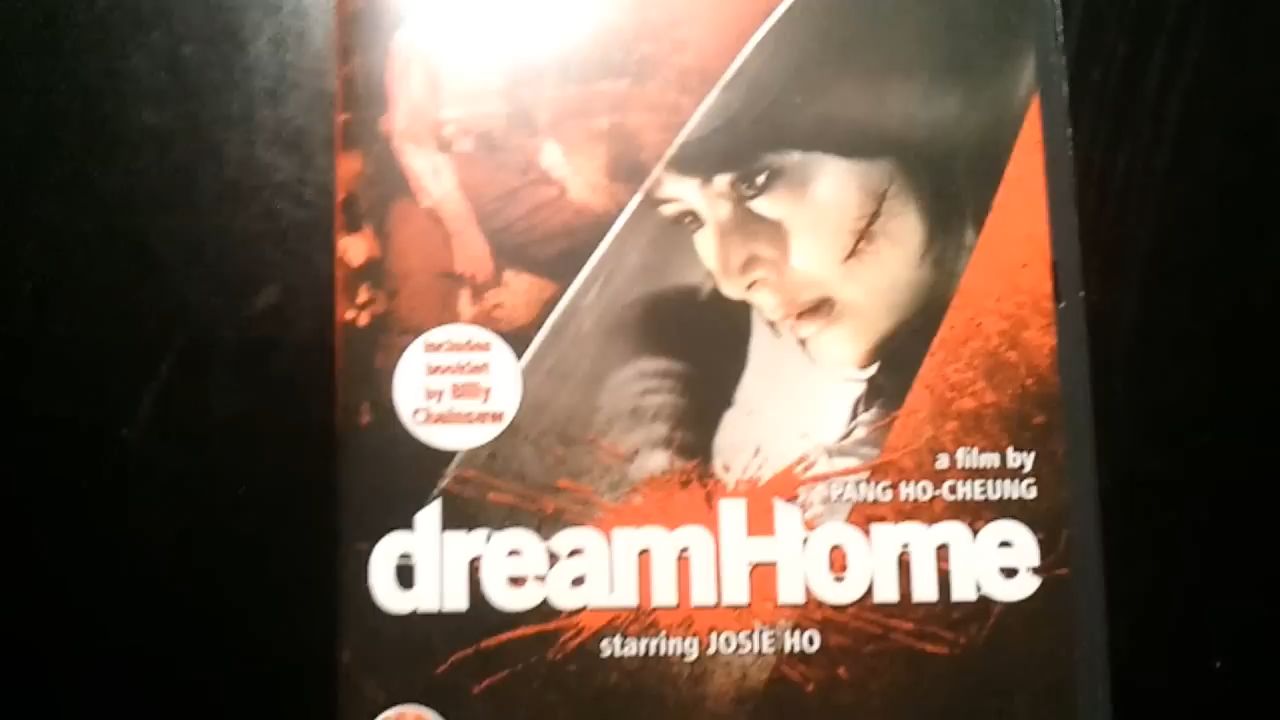 includes
booklet
by Billy
Chainsaw
a film by
PANG HO-CHEUNG
dreamHome
starring JOSIE HO